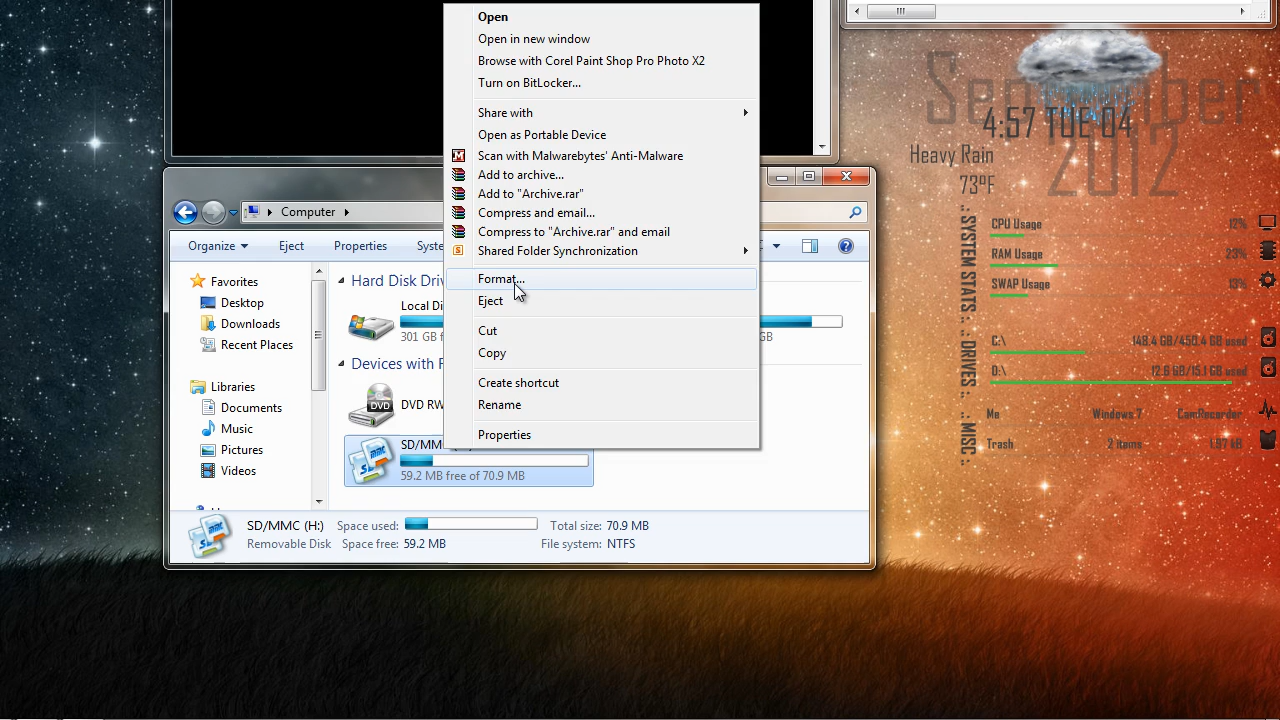 Open
Open in new window
Browse with Corel Paint Shop Pro Photo X2
Turn on BitLocker...
Share with
Open as Portable Device
Scan with Malwarebytes' Anti-Malware
Add to archive...
Add to "Archive.rar"
Compress and email...
Compress to "Archive.rar" and email
Shared Folder Synchronization
Format...
Eject
Cut
Copy
Create shortcut
Rename
Properties
Computer
Organize
Eject
Properties
Syste
Favorites
Desktop
Downloads
Recent Places
Libraries
Documents
Music
Pictures
Videos
Hard Disk Driv
Local Di
301 GB f
GB
Devices with R
DVD
DVD RW
SD/MM
59.2 MB free of 70.9 MB
SD/MMC (H:) Space used: Total size: 70.9 MB
Removable Disk Space free: 59.2 MB File system: NTFS
September
4:57 TUE 04
2012
Heavy Rain
73°F
:. SYSTEM STATS :. DRIVES :. MISC :.
CPU Usage 12%
RAM Usage 23%
SWAP Usage 13%
C:\ 148.4 GB/450.4 GB used
D:\ 12.6 GB/15.1 GB used
Me Windows 7 CamRecorder
Trash 2 items 1.97 kB